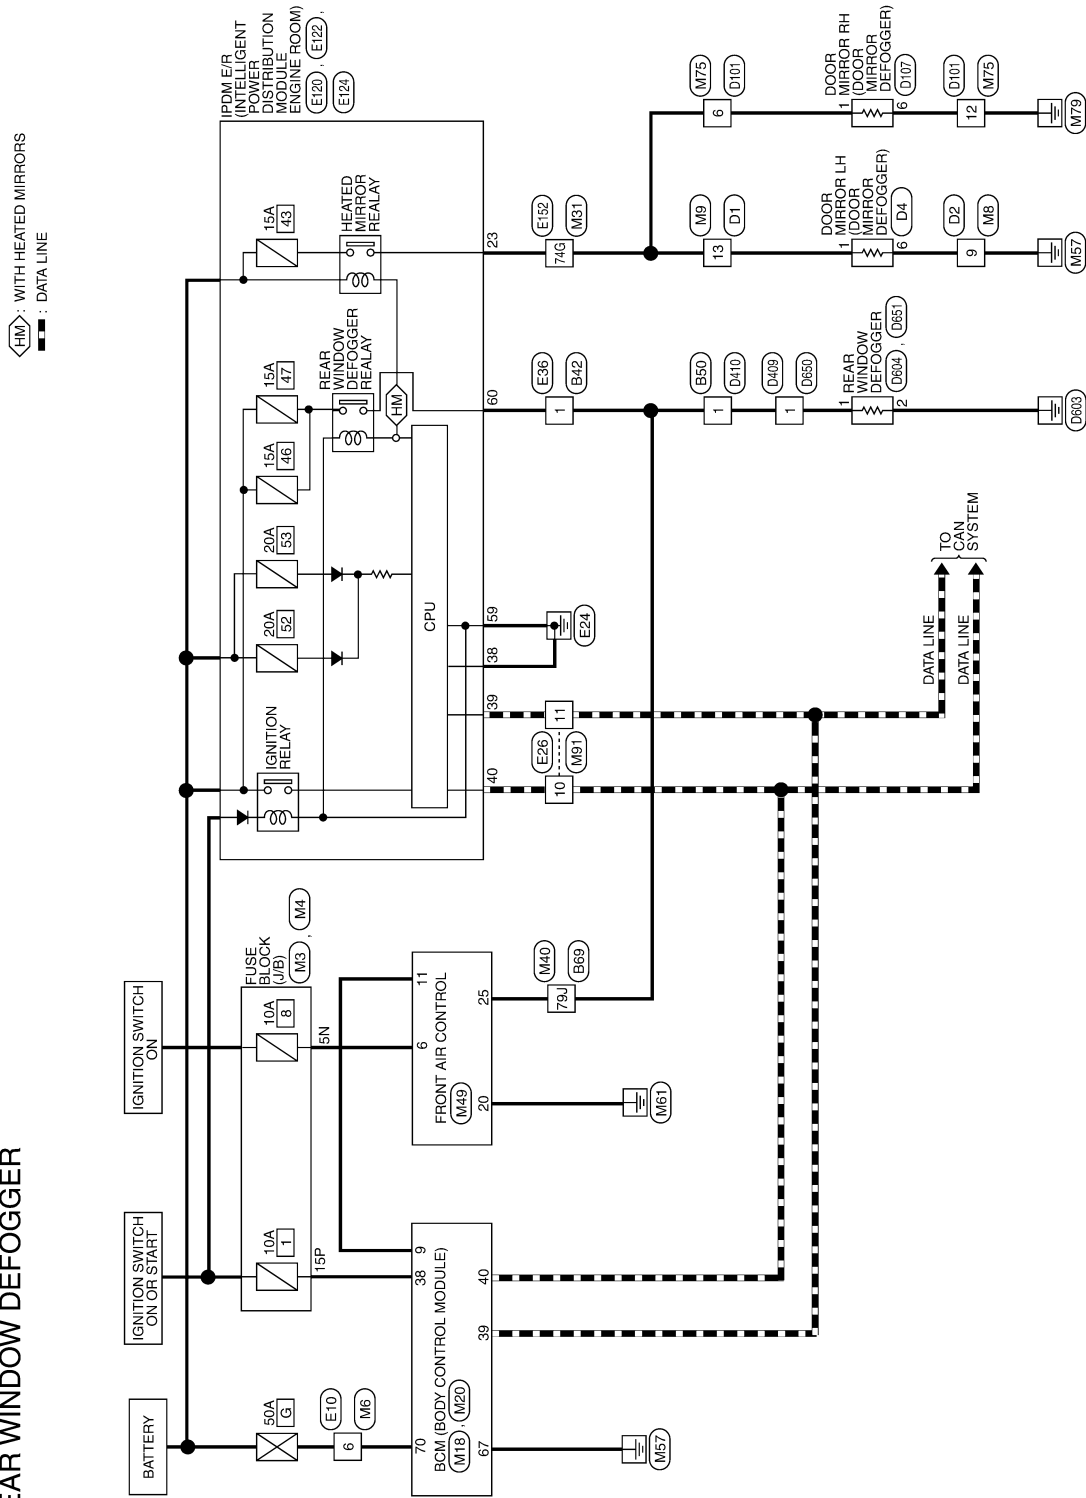 EAR WINDOW DEFOGGER
HM : WITH HEATED MIRRORS
: DATA LINE
BATTERY
IGNITION SWITCH
ON OR START
IGNITION SWITCH
ON
50A
G
10A
1
10A
8
FUSE
BLOCK
(J/B)
M3 , M4
15P
5N
6
E10
M6
IPDM E/R
(INTELLIGENT
POWER
DISTRIBUTION
MODULE
ENGINE ROOM)
E120 , E122 ,
E124
IGNITION
RELAY
20A
52
20A
53
15A
46
15A
47
15A
43
REAR
WINDOW
DEFOGGER
REALAY
HEATED
MIRROR
REALAY
HM
CPU
70
38
9
BCM (BODY CONTROL MODULE)
M18 , M20
67
39
40
M57
6
11
FRONT AIR CONTROL
M49
20
25
M61
79J
M40
B69
40
39
38
59
60
23
10
11
E26
M91
E24
1
E36
B42
74G
E152
M31
DATA LINE
DATA LINE
TO
CAN
SYSTEM
1
B50
D410
1
D409
D650
13
M9
D1
6
M75
D101
1
REAR
WINDOW
DEFOGGER
D604 , D651
2
D603
1
DOOR
MIRROR LH
(DOOR
MIRROR
DEFOGGER)
D4
6
9
D2
M8
M57
1
DOOR
MIRROR RH
(DOOR
MIRROR
DEFOGGER)
D107
6
12
D101
M75
M79